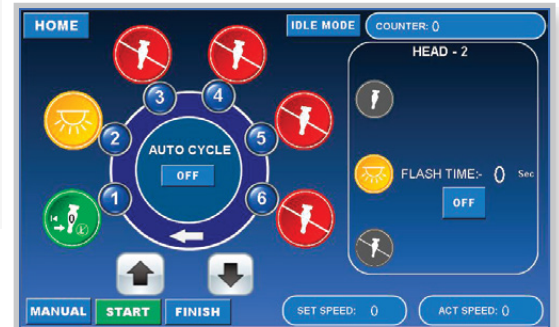 HOME
IDLE MODE
COUNTER: 0
HEAD - 2
3
4
2
5
AUTO CYCLE
OFF
FLASH TIME:- 0 Sec
OFF
1
6
0
MANUAL
START
FINISH
SET SPEED: 0
ACT SPEED: 0